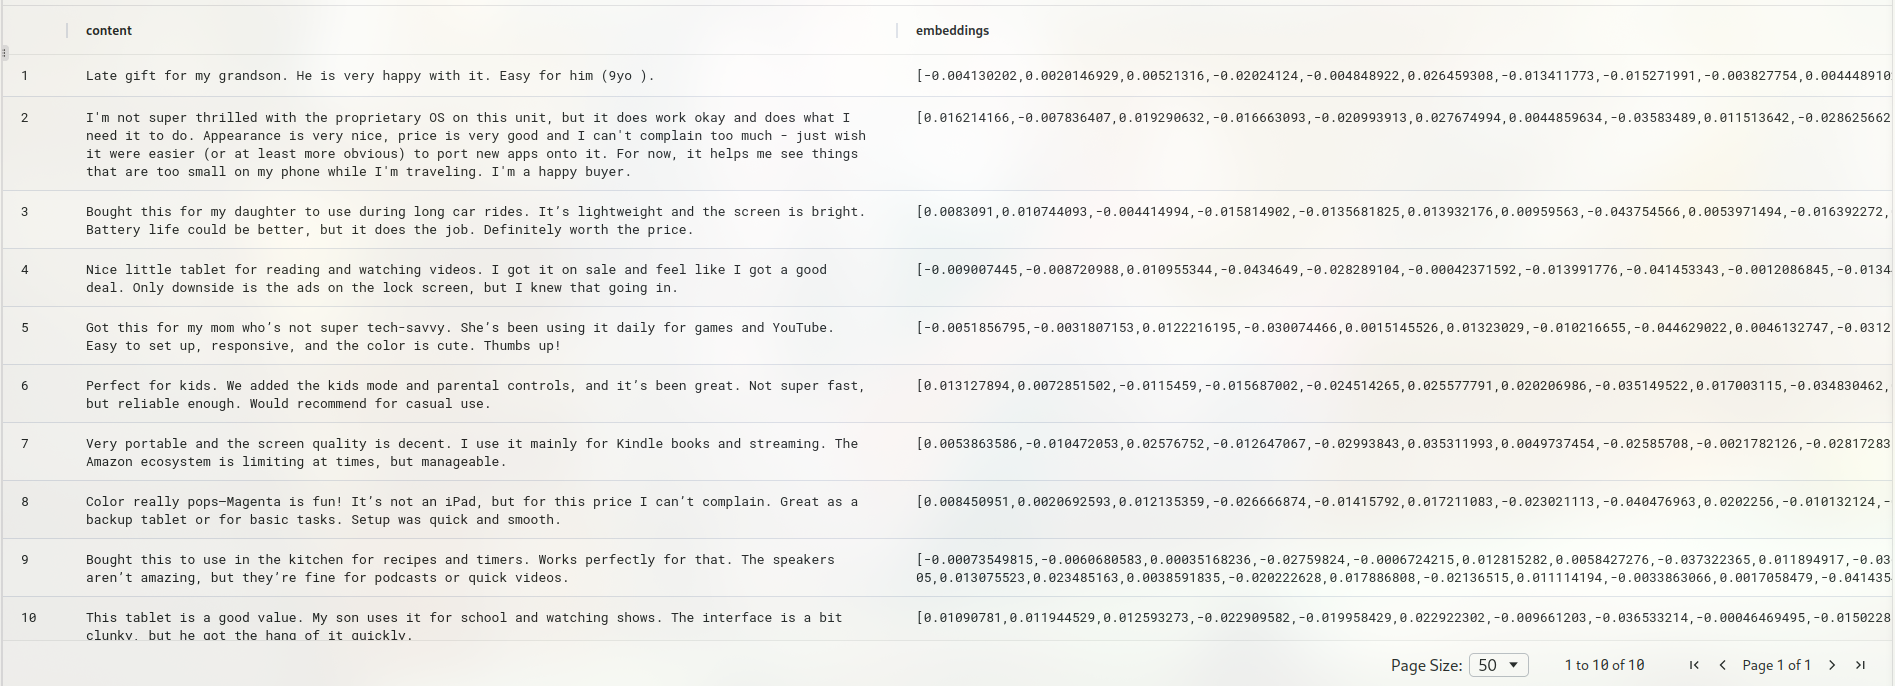 content embeddings
1 Late gift for my grandson. He is very happy with it. Easy for him (9yo ). [-0.004130202,0.0020146929,0.00521316,-0.02024124,-0.004848922,0.026459308,-0.013411773,-0.015271991,-0.003827754,0.004448910
2 I'm not super thrilled with the proprietary OS on this unit, but it does work okay and does what I [0.016214166,-0.007836407,0.019290632,-0.016663093,-0.020993913,0.027674994,0.0044859634,-0.03583489,0.011513642,-0.028625662
need it to do. Appearance is very nice, price is very good and I can't complain too much - just wish
it were easier (or at least more obvious) to port new apps onto it. For now, it helps me see things
that are too small on my phone while I'm traveling. I'm a happy buyer.
3 Bought this for my daughter to use during long car rides. It’s lightweight and the screen is bright. [0.0083091,0.010744093,-0.004414994,-0.015814902,-0.0135681825,0.013932176,0.00959563,-0.043754566,0.0053971494,-0.016392272,
Battery life could be better, but it does the job. Definitely worth the price.
4 Nice little tablet for reading and watching videos. I got it on sale and feel like I got a good [-0.009007445,-0.008720988,0.010955344,-0.0434649,-0.028289104,-0.00042371592,-0.013991776,-0.041453343,-0.0012086845,-0.0134
deal. Only downside is the ads on the lock screen, but I knew that going in.
5 Got this for my mom who’s not super tech-savvy. She’s been using it daily for games and YouTube. [-0.0051856795,-0.0031807153,0.0122216195,-0.030074466,0.0015145526,0.01323029,-0.010216655,-0.044629022,0.0046132747,-0.0312
Easy to set up, responsive, and the color is cute. Thumbs up!
6 Perfect for kids. We added the kids mode and parental controls, and it’s been great. Not super fast, [0.013127894,0.0072851502,-0.0115459,-0.015687002,-0.024514265,0.025577791,0.020206986,-0.035149522,0.017003115,-0.034830462,
but reliable enough. Would recommend for casual use.
7 Very portable and the screen quality is decent. I use it mainly for Kindle books and streaming. The [0.0053863586,-0.010472053,0.02576752,-0.012647067,-0.02993843,0.035311993,0.0049737454,-0.02585708,-0.0021782126,-0.02817283
Amazon ecosystem is limiting at times, but manageable.
8 Color really pops—Magenta is fun! It’s not an iPad, but for this price I can’t complain. Great as a [0.008450951,0.0020692593,0.012135359,-0.026666874,-0.01415792,0.017211083,-0.023021113,-0.040476963,0.0202256,-0.010132124,-
backup tablet or for basic tasks. Setup was quick and smooth.
9 Bought this to use in the kitchen for recipes and timers. Works perfectly for that. The speakers [-0.00073549815,-0.0060680583,0.00035168236,-0.02759824,-0.0006724215,0.012815282,0.0058427276,-0.037322365,0.011894917,-0.03
aren’t amazing, but they’re fine for podcasts or quick videos. 05,0.013075523,0.023485163,0.0038591835,-0.020222628,0.017886808,-0.02136515,0.011114194,-0.0033863066,0.0017058479,-0.041435
10 This tablet is a good value. My son uses it for school and watching shows. The interface is a bit [0.01090781,0.011944529,0.012593273,-0.022909582,-0.019958429,0.022922302,-0.009661203,-0.036533214,-0.00046469495,-0.0150228
clunky, but he got the hang of it quickly.
Page Size: 50 1 to 10 of 10 Page 1 of 1